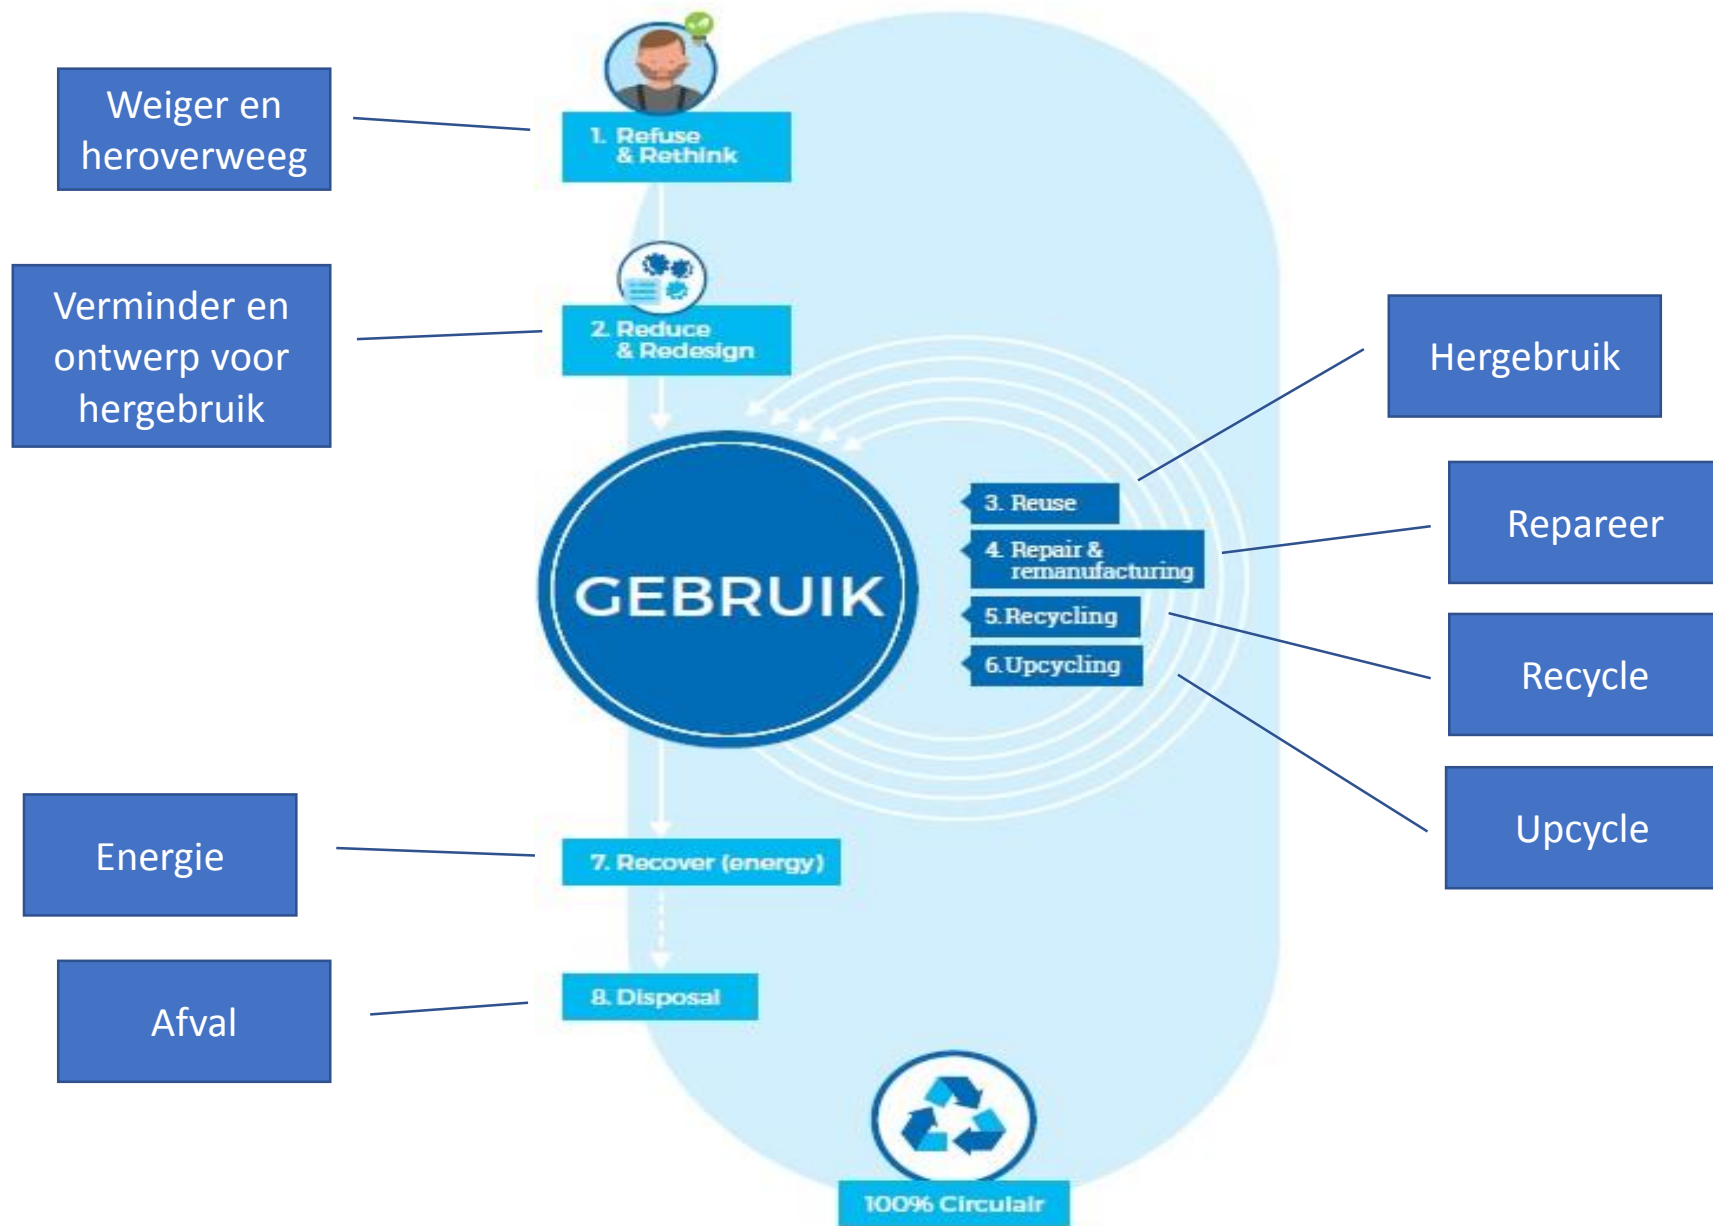 Weiger en
heroverweeg
1. Refuse
& Rethink
Verminder en
ontwerp voor
hergebruik
2. Reduce
& Redesign
Hergebruik
GEBRUIK
3. Reuse
4. Repair &
remanufacturing
5.Recycling
6.Upcycling
Repareer
Recycle
Upcycle
Energie
7. Recover (energy)
Afval
8. Disposal
100% Circulair